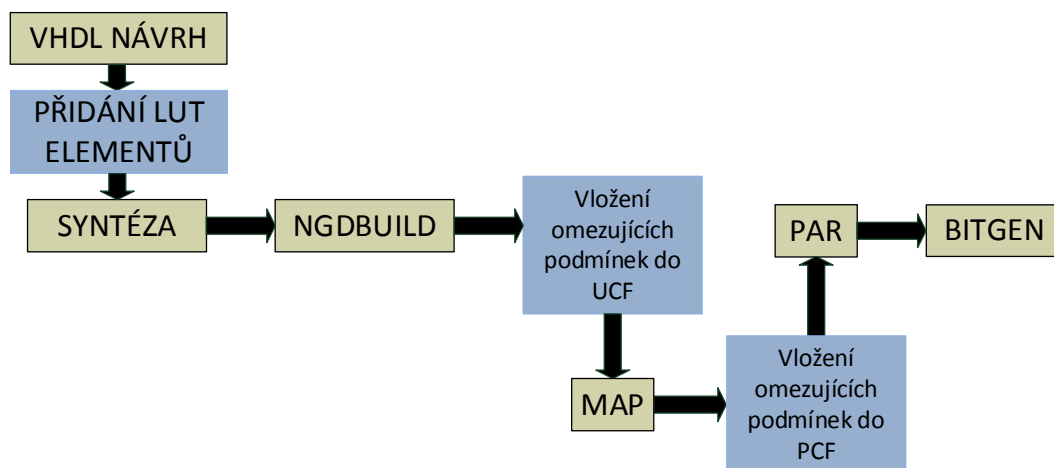 VHDL NÁVRH
PŘIDÁNÍ LUT
ELEMENTŮ
SYNTÉZA
NGDBUILD
Vložení
omezujících
podmínek do
UCF
MAP
Vložení
omezujících
podmínek do
PCF
PAR
BITGEN